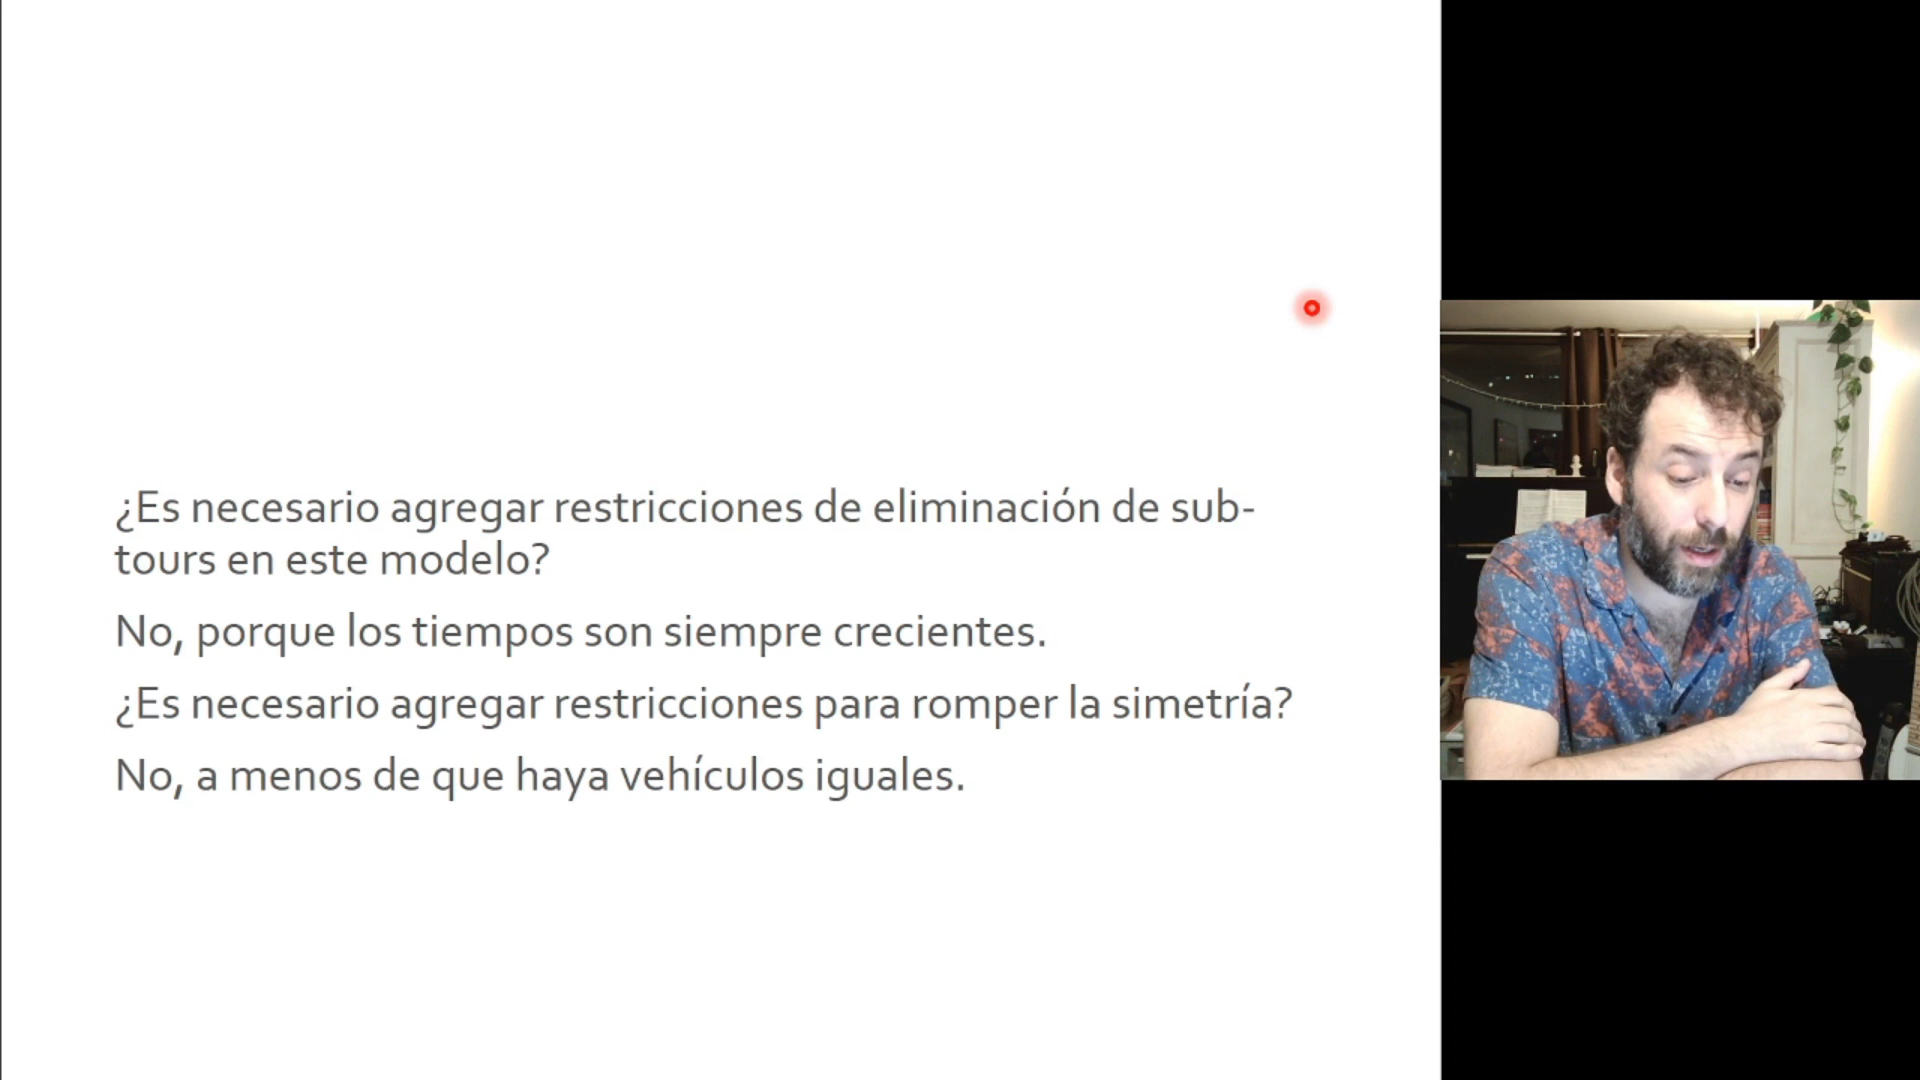 ¿Es necesario agregar restricciones de eliminación de sub-
tours en este modelo?
No, porque los tiempos son siempre crecientes.
¿Es necesario agregar restricciones para romper la simetría?
No, a menos de que haya vehículos iguales.